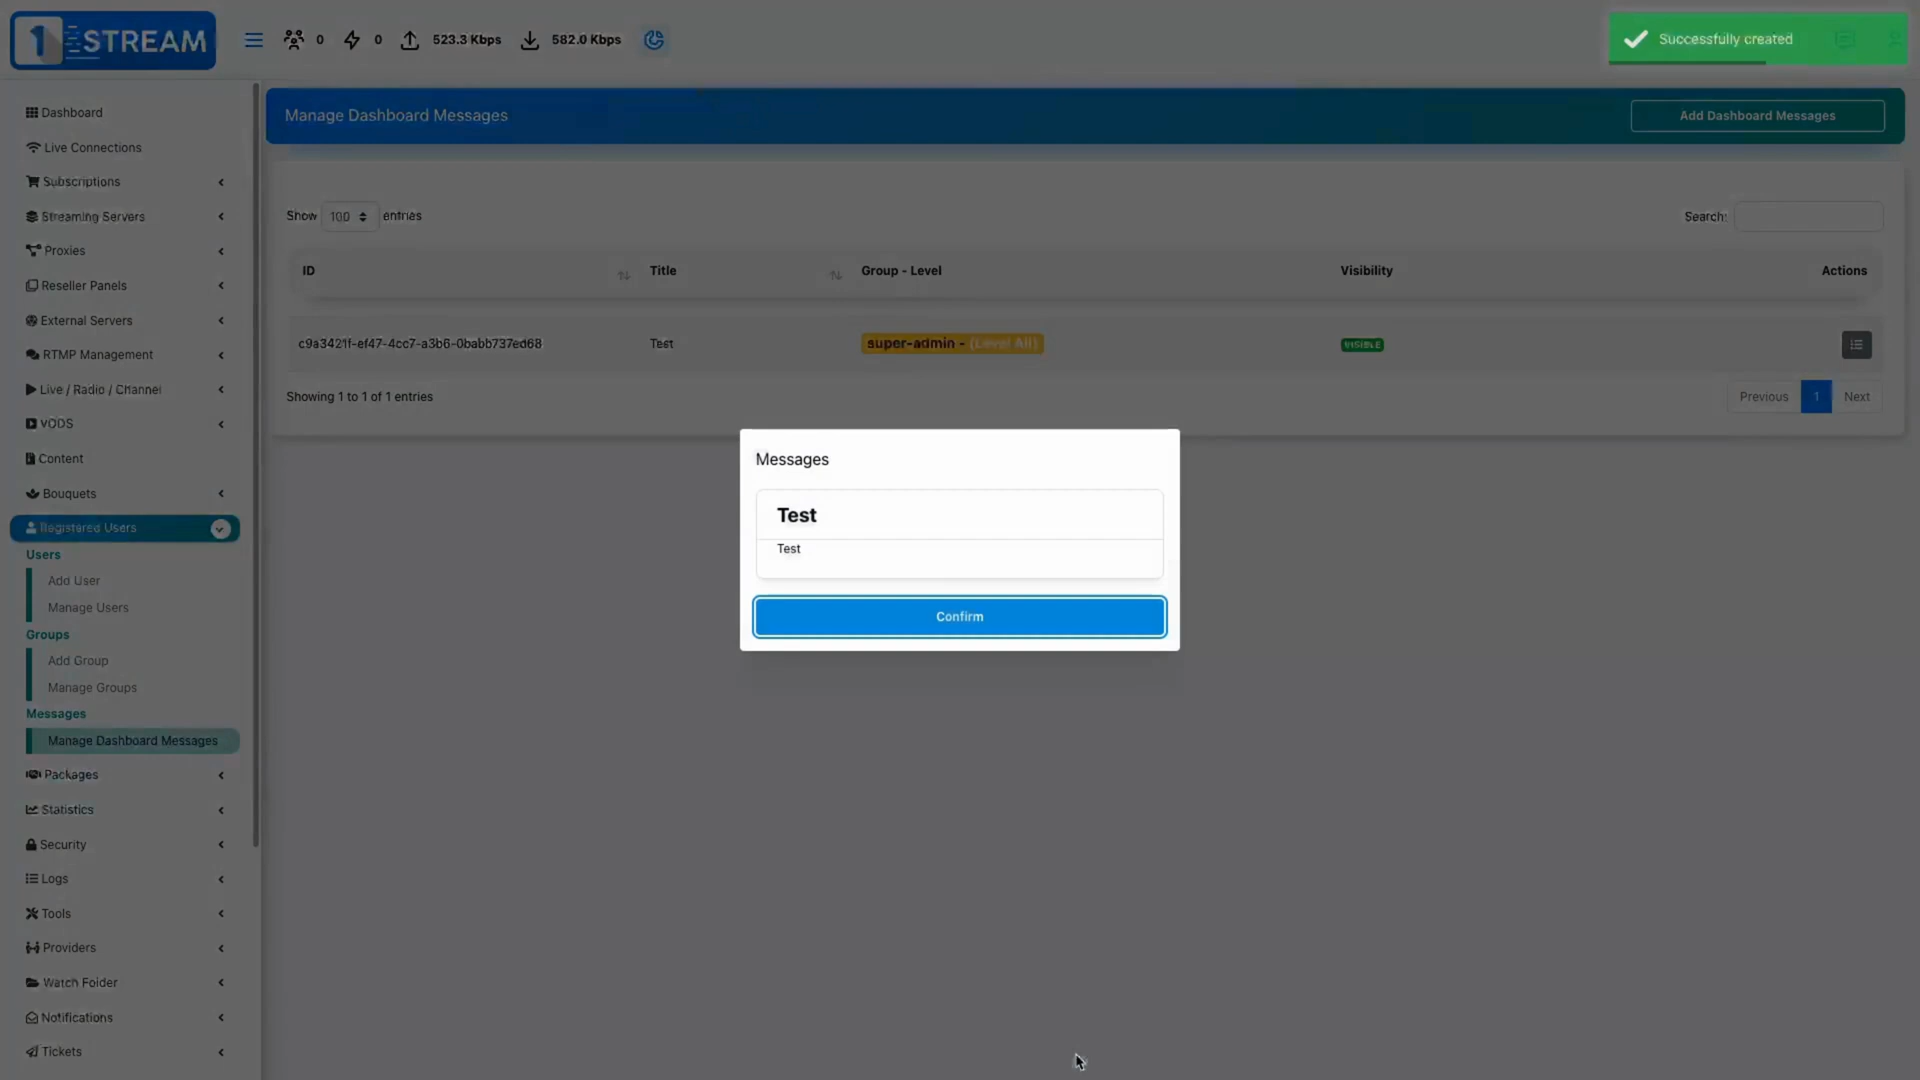 1 STREAM
0
0
523.3 Kbps
582.0 Kbps
Successfully created
Dashboard
Live Connections
Subscriptions
Streaming Servers
Proxies
Reseller Panels
External Servers
RTMP Management
Live / Radio / Channel
VODS
Content
Bouquets
Registered Users
Users
Add User
Manage Users
Groups
Add Group
Manage Groups
Messages
Manage Dashboard Messages
Packages
Statistics
Security
Logs
Tools
Providers
Watch Folder
Notifications
Tickets
Manage Dashboard Messages
Add Dashboard Messages
Show 100 entries
Search:
ID Title Group - Level Visibility Actions
c9a3421f-ef47-4cc7-a3b6-0babb737ed68 Test super-admin - (Level All) VISIBLE
Showing 1 to 1 of 1 entries
Previous 1 Next
Messages
Test
Test
Confirm